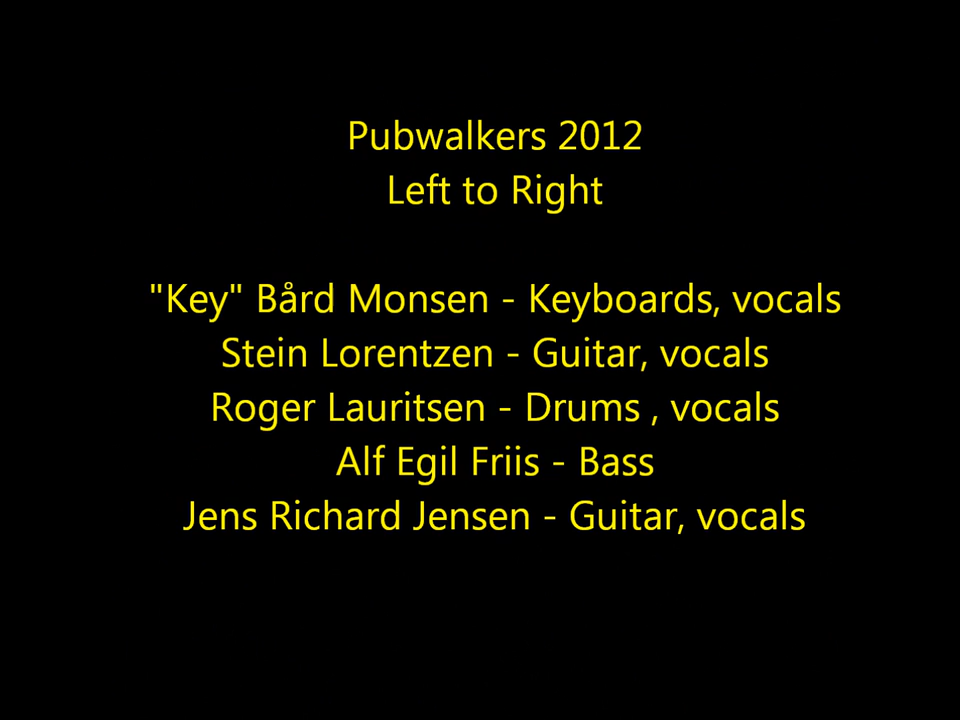 Pubwalkers 2012
Left to Right
"Key" Bård Monsen - Keyboards, vocals
Stein Lorentzen - Guitar, vocals
Roger Lauritsen - Drums , vocals
Alf Egil Friis - Bass
Jens Richard Jensen - Guitar, vocals